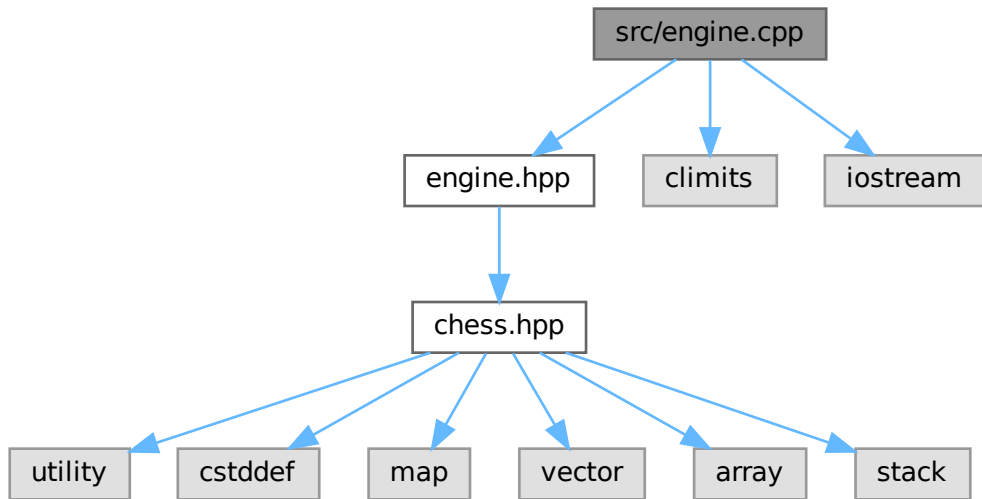 src/engine.cpp
engine.hpp
climits
iostream
chess.hpp
utility
cstddef
map
vector
array
stack